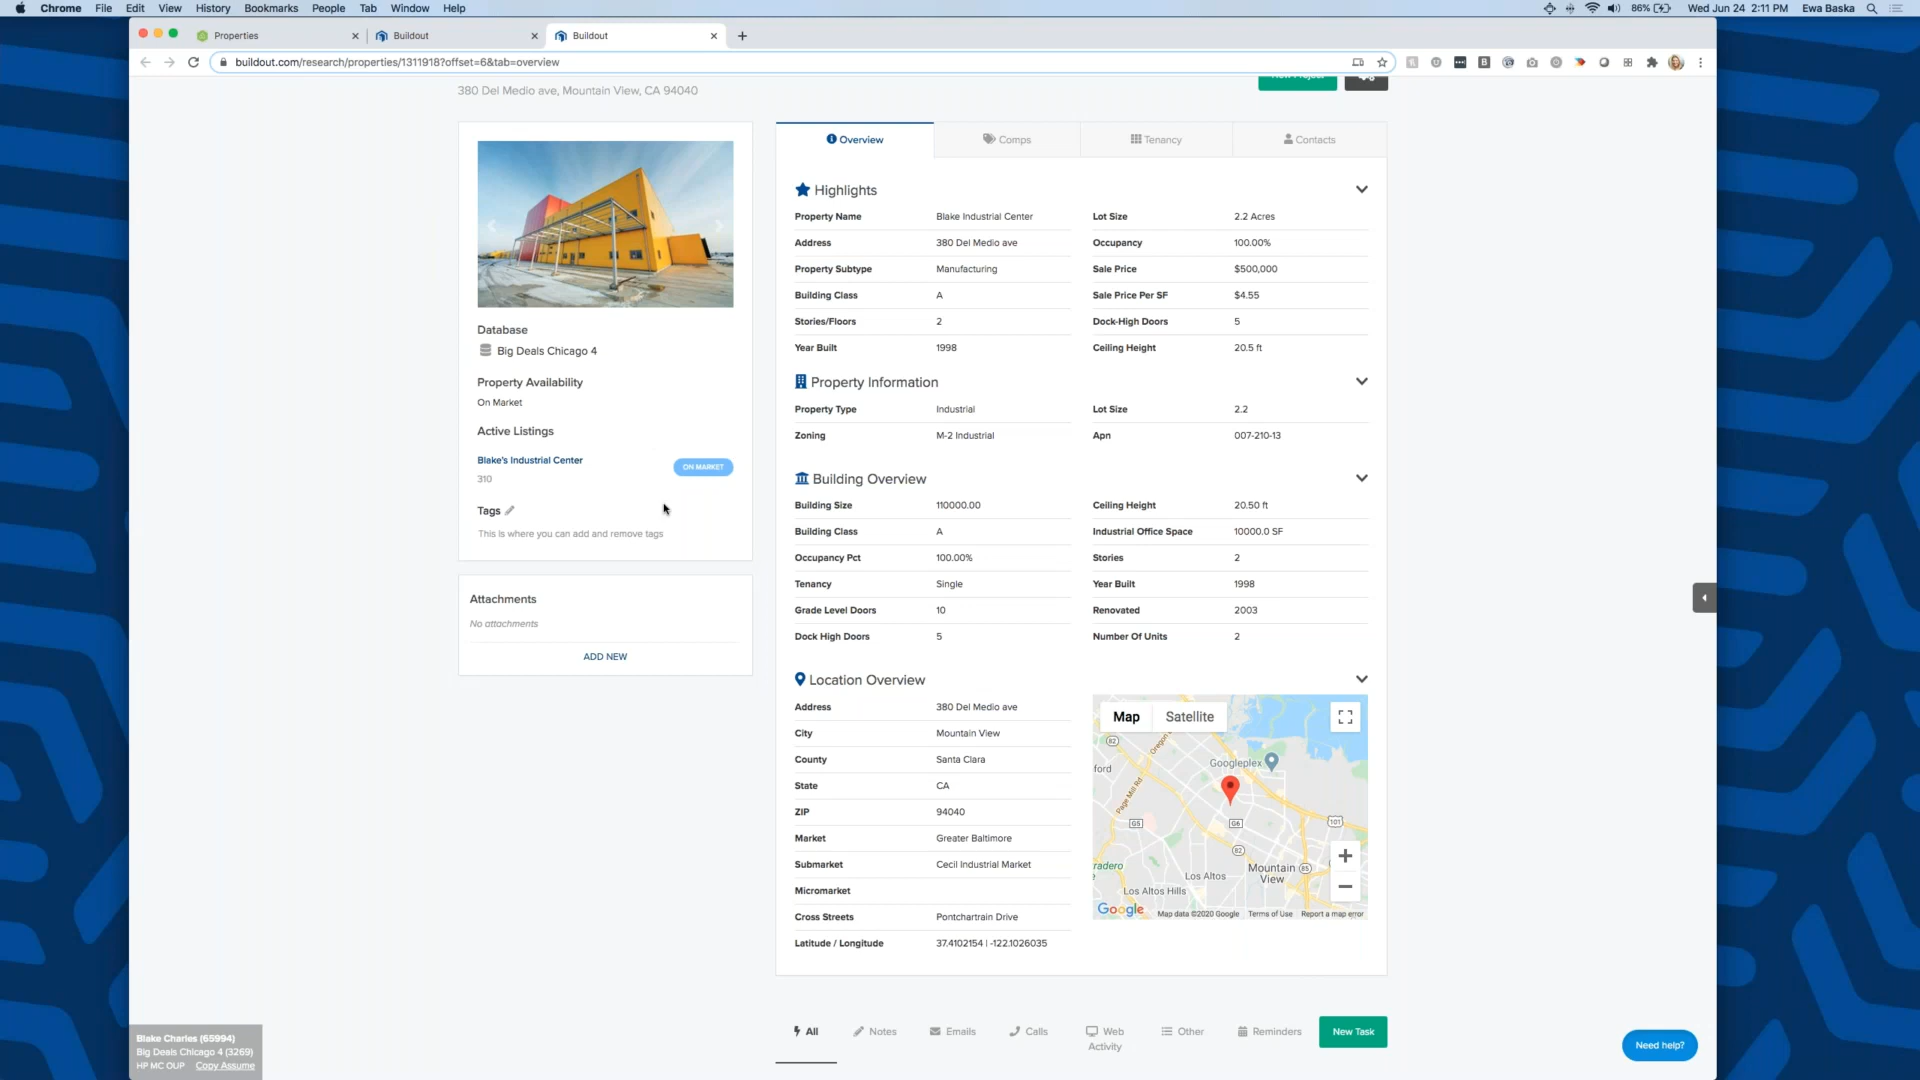 Chrome File Edit View History Bookmarks People Tab Window Help 86% Wed Jun 24 2:11 PM Ewa Baska
Properties Buildout Buildout
buildout.com/research/properties/1311918?offset=6&tab=overview
380 Del Medio ave, Mountain View, CA 94040
Overview Comps Tenancy Contacts
Database
Big Deals Chicago 4
Property Availability
On Market
Active Listings
Blake's Industrial Center ON MARKET
310
Tags
This is where you can add and remove tags
Attachments
No attachments
ADD NEW
Highlights
Property Name Blake Industrial Center Lot Size 2.2 Acres
Address 380 Del Medio ave Occupancy 100.00%
Property Subtype Manufacturing Sale Price $500,000
Building Class A Sale Price Per SF $4.55
Stories/Floors 2 Dock-High Doors 5
Year Built 1998 Ceiling Height 20.5 ft
Property Information
Property Type Industrial Lot Size 2.2
Zoning M-2 Industrial Apn 007-210-13
Building Overview
Building Size 110000.00 Ceiling Height 20.50 ft
Building Class A Industrial Office Space 10000.0 SF
Occupancy Pct 100.00% Stories 2
Tenancy Single Year Built 1998
Grade Level Doors 10 Renovated 2003
Dock High Doors 5 Number Of Units 2
Location Overview
Address 380 Del Medio ave
City Mountain View
County Santa Clara
State CA
ZIP 94040
Market Greater Baltimore
Submarket Cecil Industrial Market
Micromarket
Cross Streets Pontchartrain Drive
Latitude / Longitude 37.4102154 | -122.1026035
Map Satellite
82 Oregon
ford Googleplex
Page Mill Rd
G5 G6 101
82
radero Mountain 85
Los Altos View
Los Altos Hills
Google Map data ©2020 Google Terms of Use Report a map error
All Notes Emails Calls Web Activity Other Reminders New Task
Blake Charles (65994)
Big Deals Chicago 4 (3269)
HP MC OUP Copy Assume
Need help?